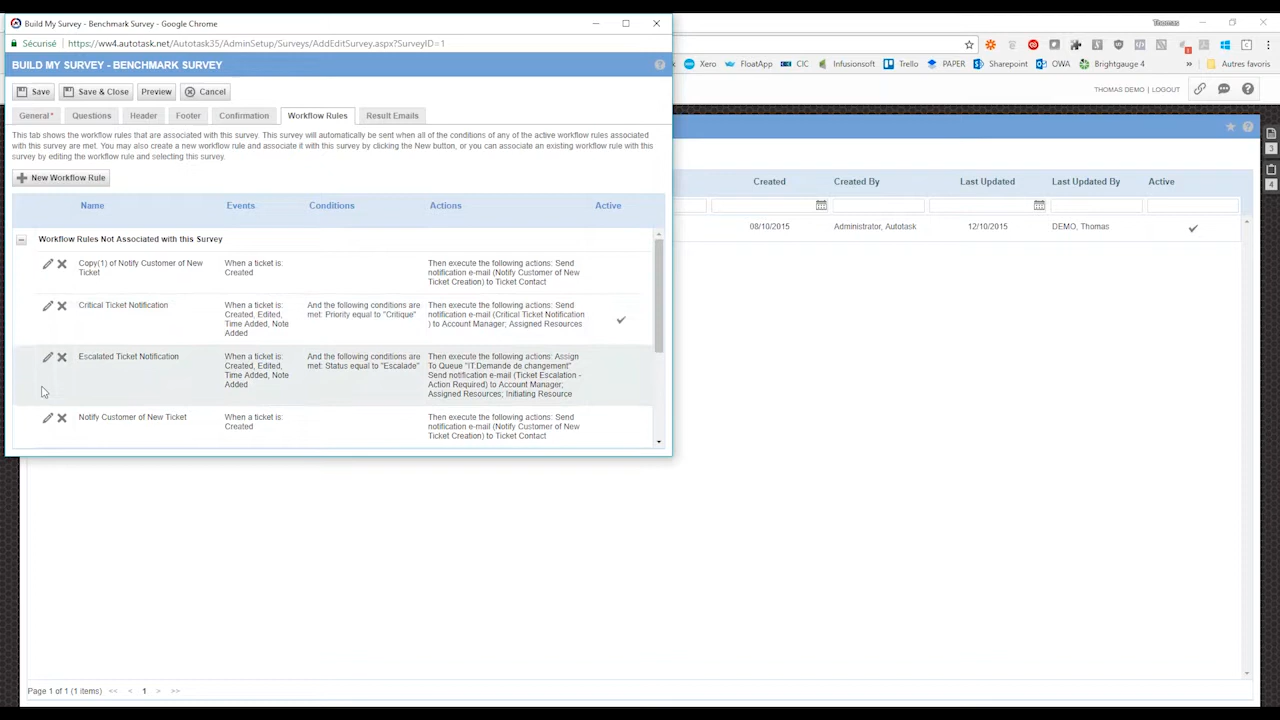 Build My Survey - Benchmark Survey - Google Chrome
Thomas
Sécurisé https://ww4.autotask.net/Autotask35/AdminSetup/Surveys/AddEditSurvey.aspx?SurveyID=1
BUILD MY SURVEY - BENCHMARK SURVEY
Xero FloatApp CIC Infusionsoft Trello PAPER Sharepoint OWA Brightgauge 4 » Autres favoris
Save Save & Close Preview Cancel
THOMAS DEMO | LOGOUT
General* Questions Header Footer Confirmation Workflow Rules Result Emails
This tab shows the workflow rules that are associated with this survey. This survey will automatically be sent when all of the conditions of any of the active workflow rules associated
with this survey are met. You may also create a new workflow rule and associate it with this survey by clicking the New button, or you can associate an existing workflow rule with this
survey by editing the workflow rule and selecting this survey.
New Workflow Rule
Created Created By Last Updated Last Updated By Active
08/10/2015 Administrator, Autotask 12/10/2015 DEMO, Thomas
3
4
Name Events Conditions Actions Active
Workflow Rules Not Associated with this Survey
Copy(1) of Notify Customer of New
Ticket
When a ticket is:
Created
Then execute the following actions: Send
notification e-mail (Notify Customer of New
Ticket Creation) to Ticket Contact
Critical Ticket Notification
When a ticket is:
Created, Edited,
Time Added, Note
Added
And the following conditions are
met: Priority equal to "Critique"
Then execute the following actions: Send
notification e-mail (Critical Ticket Notification
) to Account Manager; Assigned Resources
Escalated Ticket Notification
When a ticket is:
Created, Edited,
Time Added, Note
Added
And the following conditions are
met: Status equal to "Escalade"
Then execute the following actions: Assign
To Queue "IT.Demande de changement"
Send notification e-mail (Ticket Escalation -
Action Required) to Account Manager;
Assigned Resources; Initiating Resource
Notify Customer of New Ticket
When a ticket is:
Created
Then execute the following actions: Send
notification e-mail (Notify Customer of New
Ticket Creation) to Ticket Contact
Page 1 of 1 (1 items) << < 1 > >>